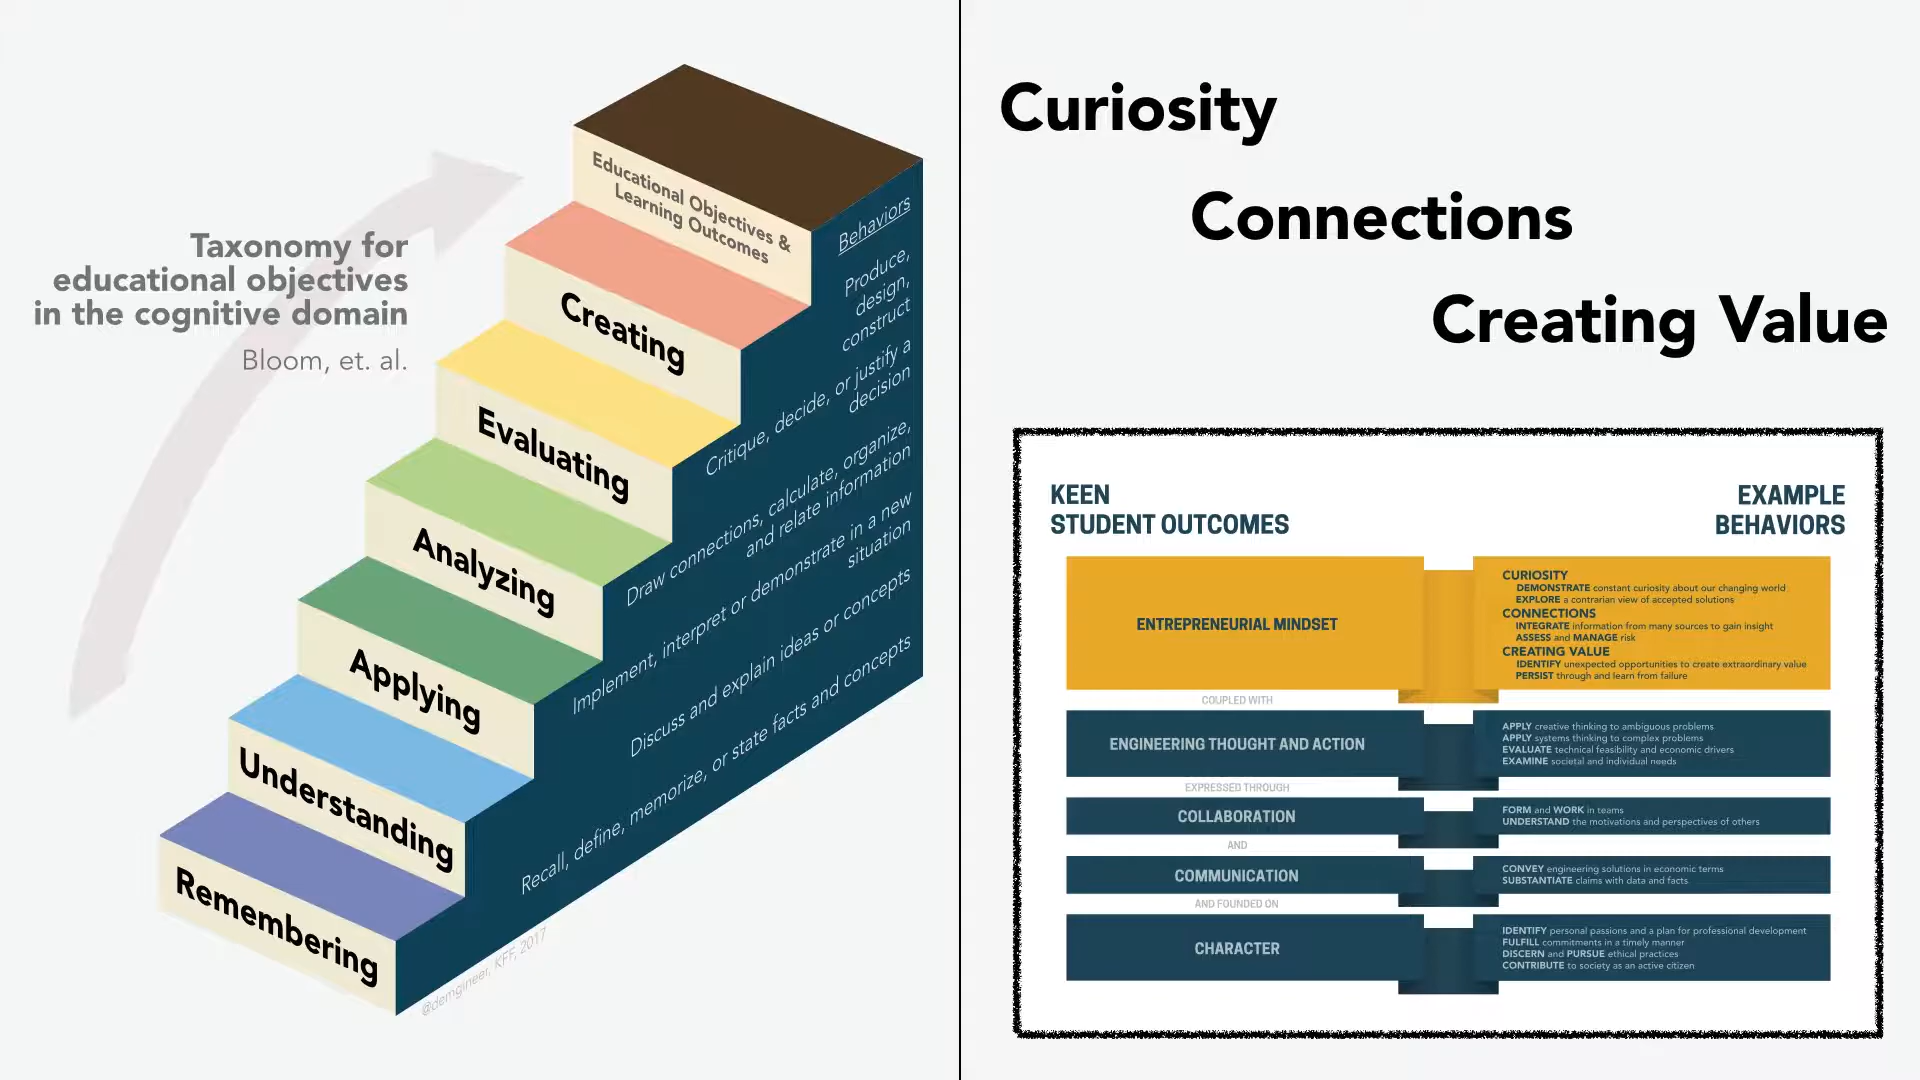 Taxonomy for
educational objectives
in the cognitive domain
Bloom, et. al.
Educational Objectives &
Learning Outcomes
Behaviors
Creating
Produce,
design,
construct
Evaluating
Critique, decide, or justify a
decision
Analyzing
Draw connections, calculate, organize,
and relate information
Applying
Implement, interpret or demonstrate in a new
situation
Understanding
Discuss and explain ideas or concepts
Remembering
Recall, define, memorize, or state facts and concepts
@demgineer, KFF, 2017
Curiosity
Connections
Creating Value
KEEN
STUDENT OUTCOMES
EXAMPLE
BEHAVIORS
ENTREPRENEURIAL MINDSET
CURIOSITY
DEMONSTRATE constant curiosity about our changing world
EXPLORE a contrarian view of accepted solutions
CONNECTIONS
INTEGRATE information from many sources to gain insight
ASSESS and MANAGE risk
CREATING VALUE
IDENTIFY unexpected opportunities to create extraordinary value
PERSIST through and learn from failure
COUPLED WITH
ENGINEERING THOUGHT AND ACTION
APPLY creative thinking to ambiguous problems
APPLY systems thinking to complex problems
EVALUATE technical feasibility and economic drivers
EXAMINE societal and individual needs
EXPRESSED THROUGH
COLLABORATION
FORM and WORK in teams
UNDERSTAND the motivations and perspectives of others
AND
COMMUNICATION
CONVEY engineering solutions in economic terms
SUBSTANTIATE claims with data and facts
AND FOUNDED ON
CHARACTER
IDENTIFY personal passions and a plan for professional development
FULFILL commitments in a timely manner
DISCERN and PURSUE ethical practices
CONTRIBUTE to society as an active citizen